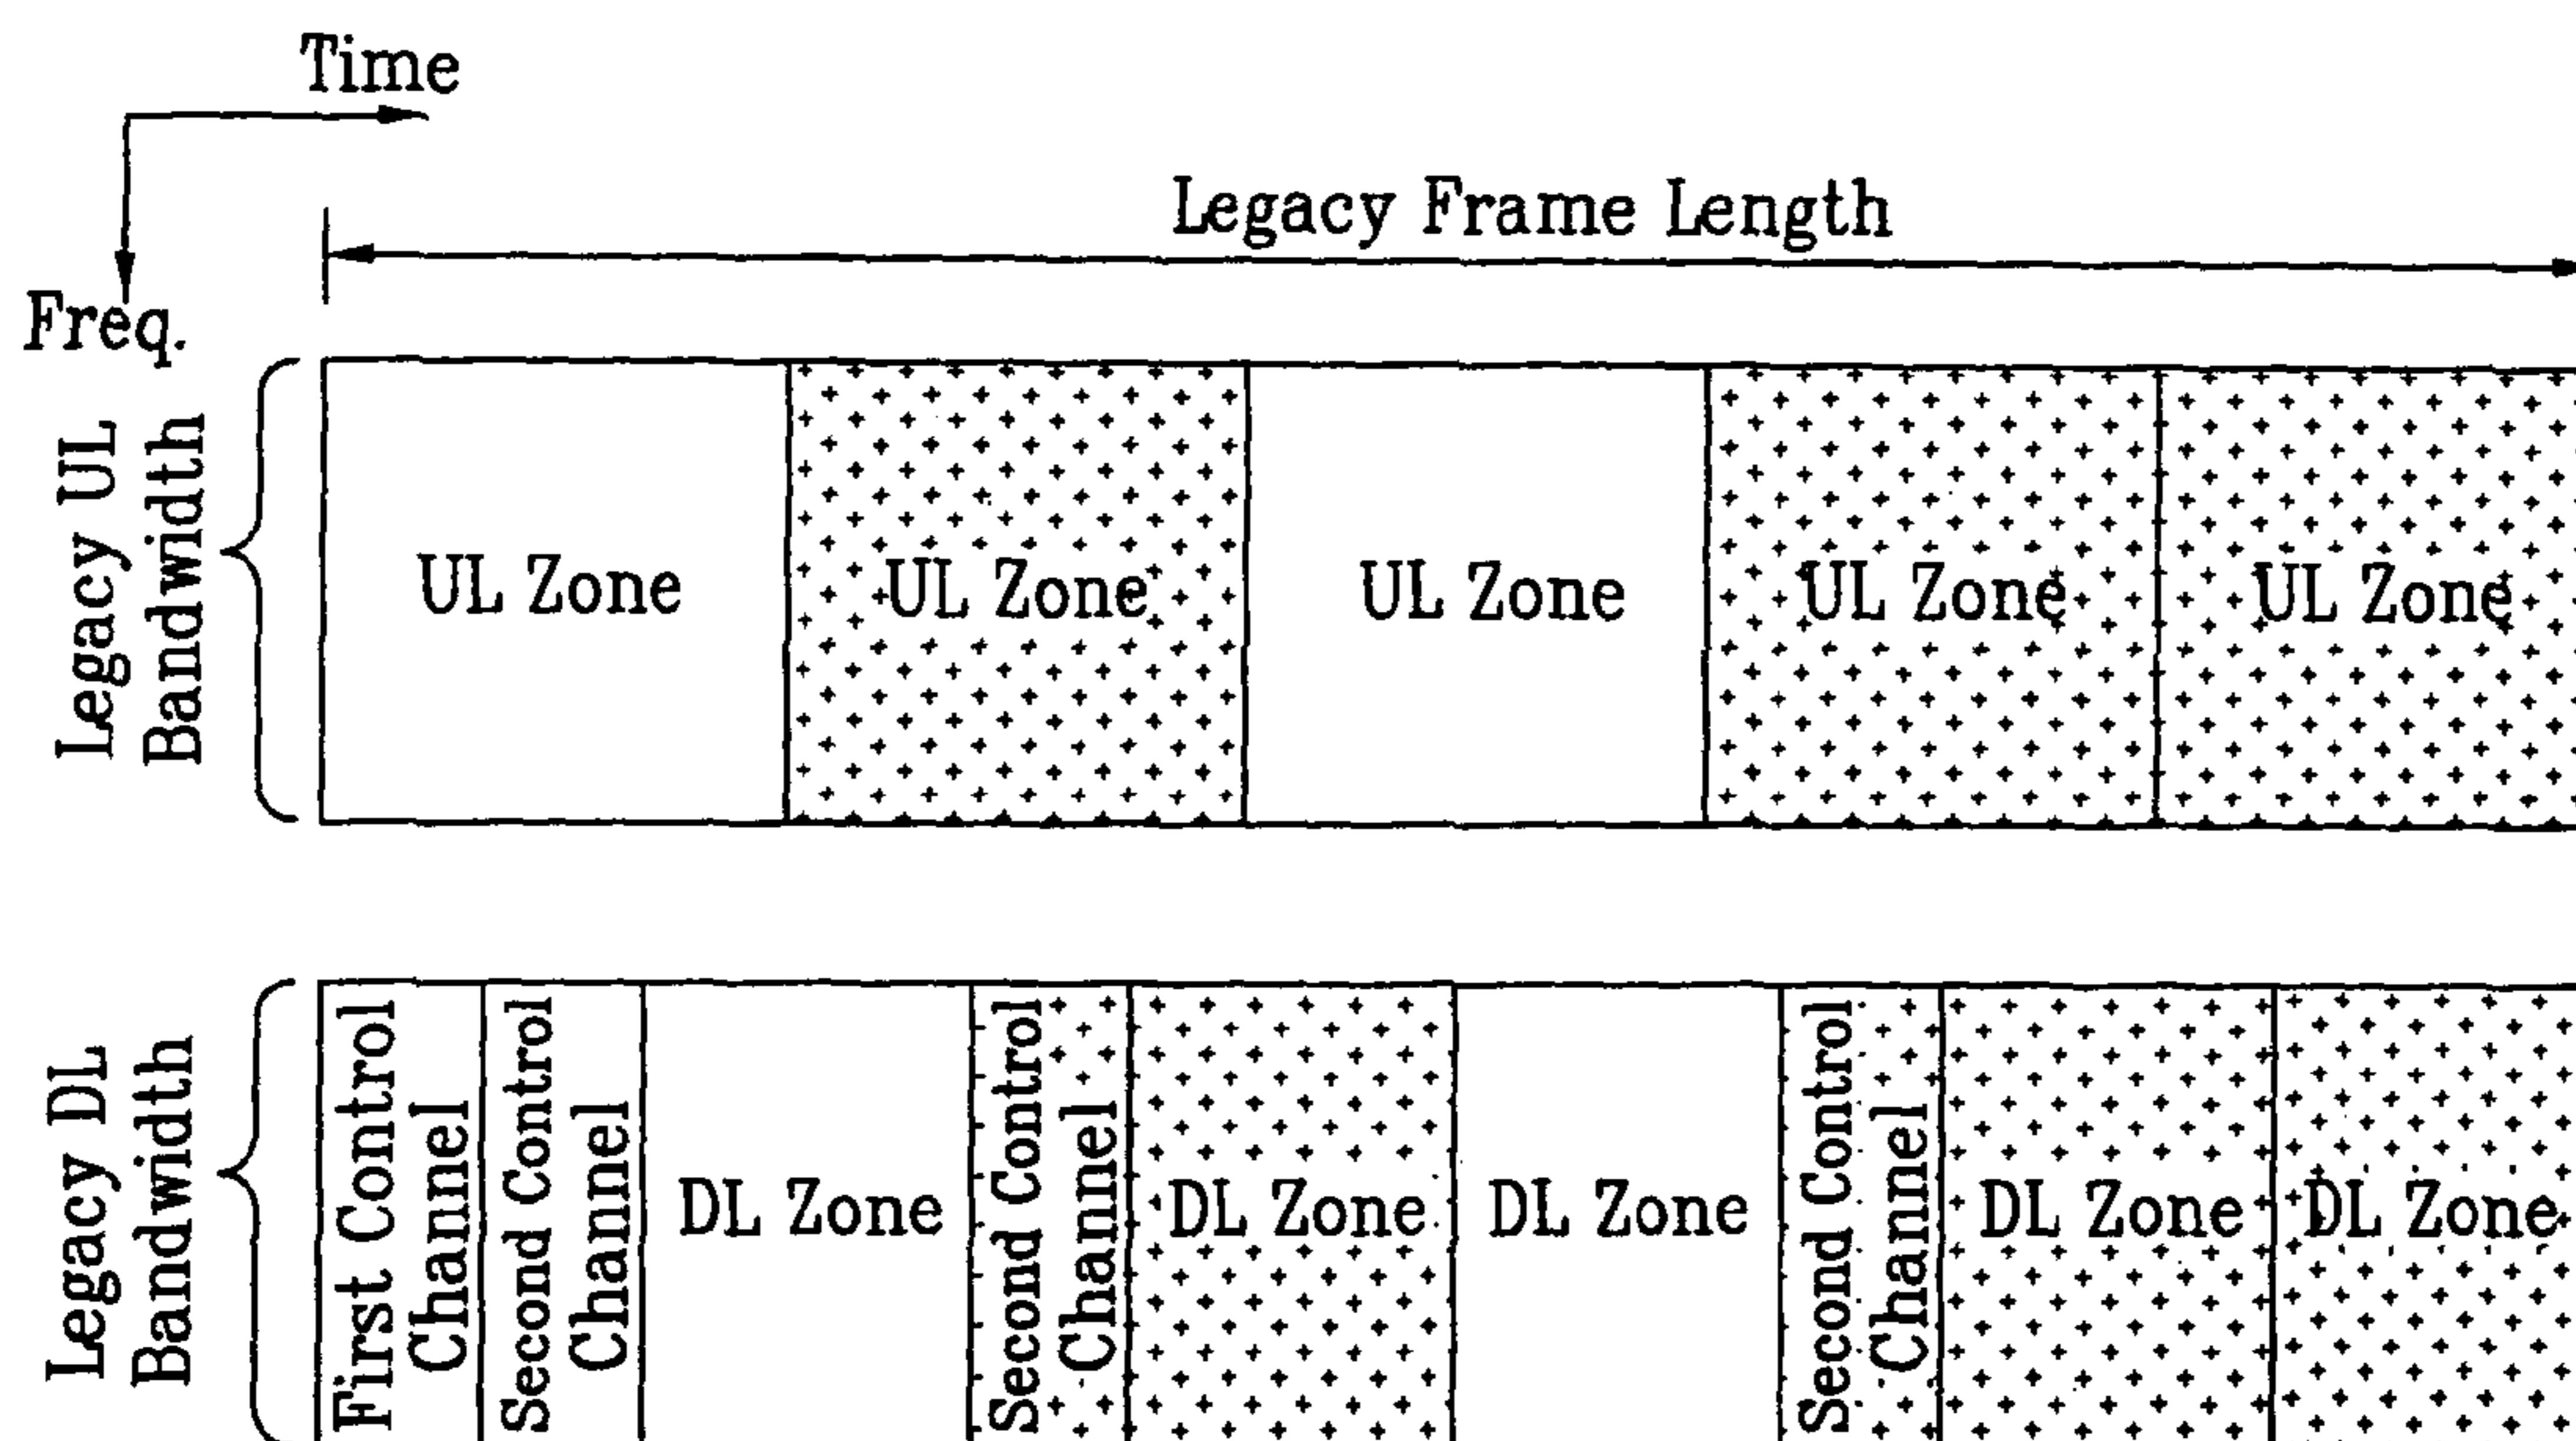 Time
Freq.
Legacy Frame Length
Legacy UL
Bandwidth
UL Zone
UL Zone
UL Zone
UL Zone
UL Zone
Legacy DL
Bandwidth
First Control
Channel
Second Control
Channel
DL Zone
Second Control
Channel
DL Zone
DL Zone
Second Control
Channel
DL Zone
DL Zone